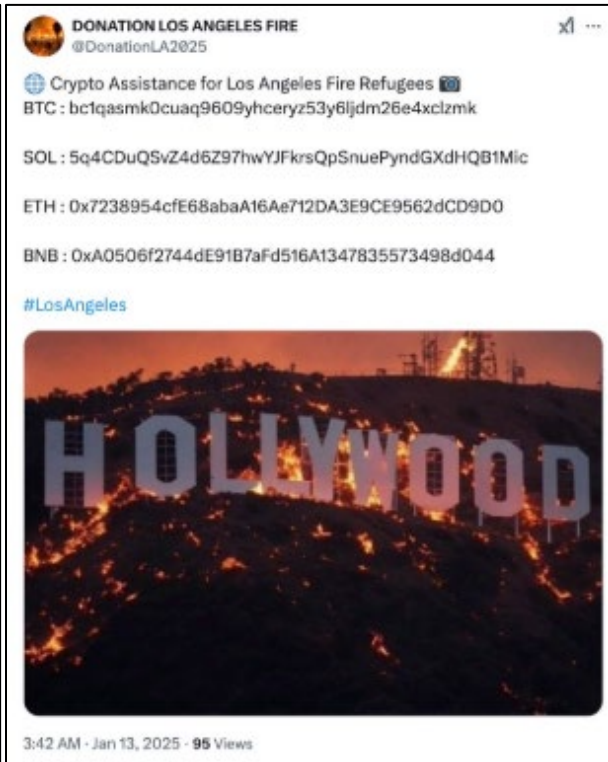 DONATION LOS ANGELES FIRE
@DonationLA2025
Crypto Assistance for Los Angeles Fire Refugees
BTC : bc1qasmk0cuaq9609yhceryz53y6ljdm26e4xclzmk
SOL : 5q4CDuQSvZ4d6Z97hwYJFkrsQpSnuePyndGXdHQB1Mic
ETH : 0x7238954cfE68abaA16Ae712DA3E9CE9562dCD9D0
BNB : 0xA0506f2744dE91B7aFd516A1347835573498d044
#LosAngeles
HOLLYWOOD
3:42 AM · Jan 13, 2025 · 95 Views